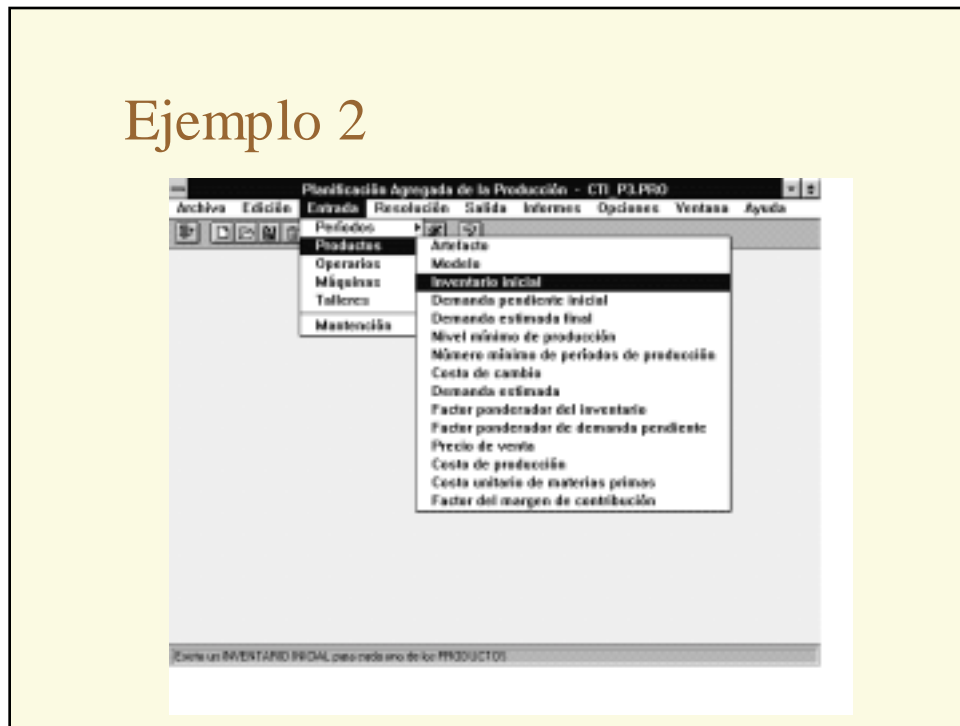 Ejemplo 2
Planificación Agregada de la Producción - CTI_P3.PRO
Archivo Edición Entrada Resolución Salida Informes Opciones Ventana Ayuda
Períodos
Productos
Operarios
Máquinas
Talleres
Mantención
Artefacto
Modelo
Inventario inicial
Demanda pendiente inicial
Demanda estimada final
Nivel mínimo de producción
Número mínimo de períodos de producción
Costo de cambio
Demanda estimada
Factor ponderador del inventario
Factor ponderador de demanda pendiente
Precio de venta
Costo de producción
Costo unitario de materias primas
Factor del margen de contribución
un INVENTARIO INICIAL para cada uno de los PRODUCTOS